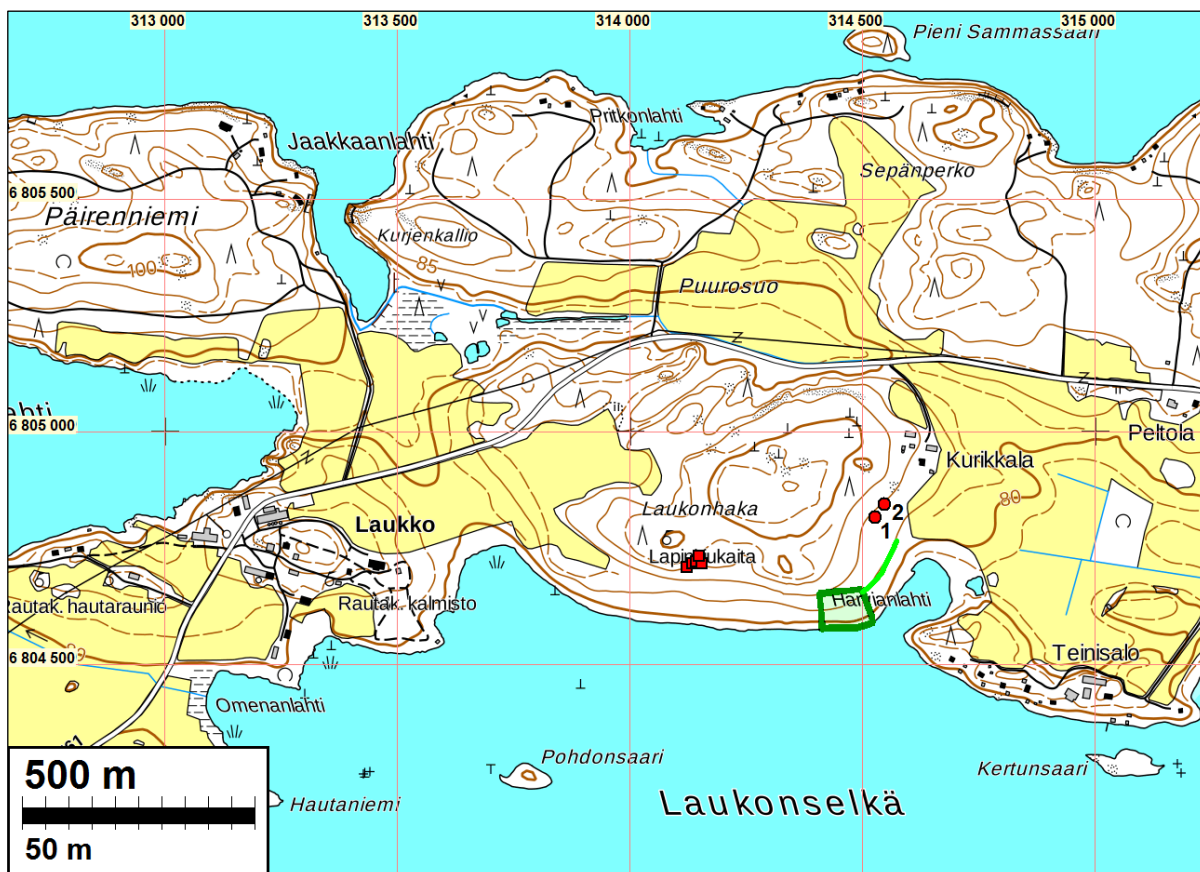 313 000
313 500
314 000
314 500
315 000
Pieni Sammassaari
Pritkonlahti
Jaakkaanlahti
Sepänperko
6 805 500
Päirenniemi
Kurjenkallio
100
85
Puurosuo
6 805 000
Peltola
Kurikkala
80
Laukko
Laukonhaka
2
1
Rautak. hautaraunio
Rautak. kalmisto
Harjianlahti
Teinisalo
6 804 500
Omenanlahti
Pohdonsaari
Kertunsaari
Hautaniemi
Laukonselkä
500 m
50 m